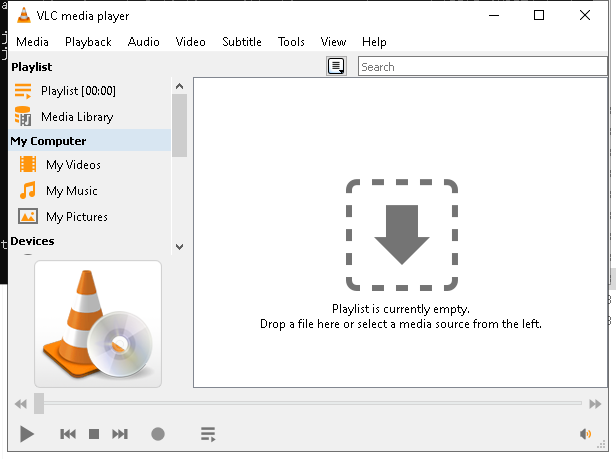 VLC media player
Media Playback Audio Video Subtitle Tools View Help
Playlist
Search
Playlist [00:00]
Media Library
My Computer
My Videos
My Music
My Pictures
Devices
Playlist is currently empty.
Drop a file here or select a media source from the left.